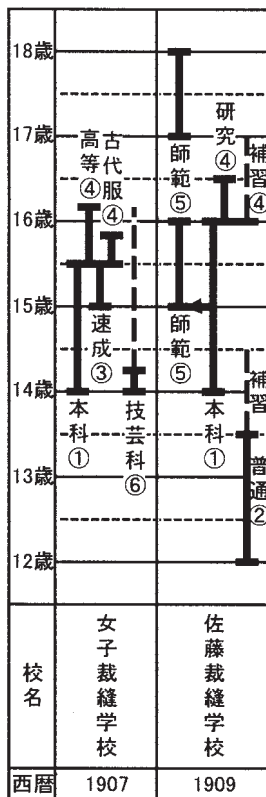 18歳
17歳
16歳
15歳
14歳
13歳
12歳
高等④
古代服④
速成③
本科①
技芸科⑥
研究④
補習④
師範⑤
師範⑤
本科①
補習
普通②
校名
女子裁縫学校
佐藤裁縫学校
西暦
1907
1909